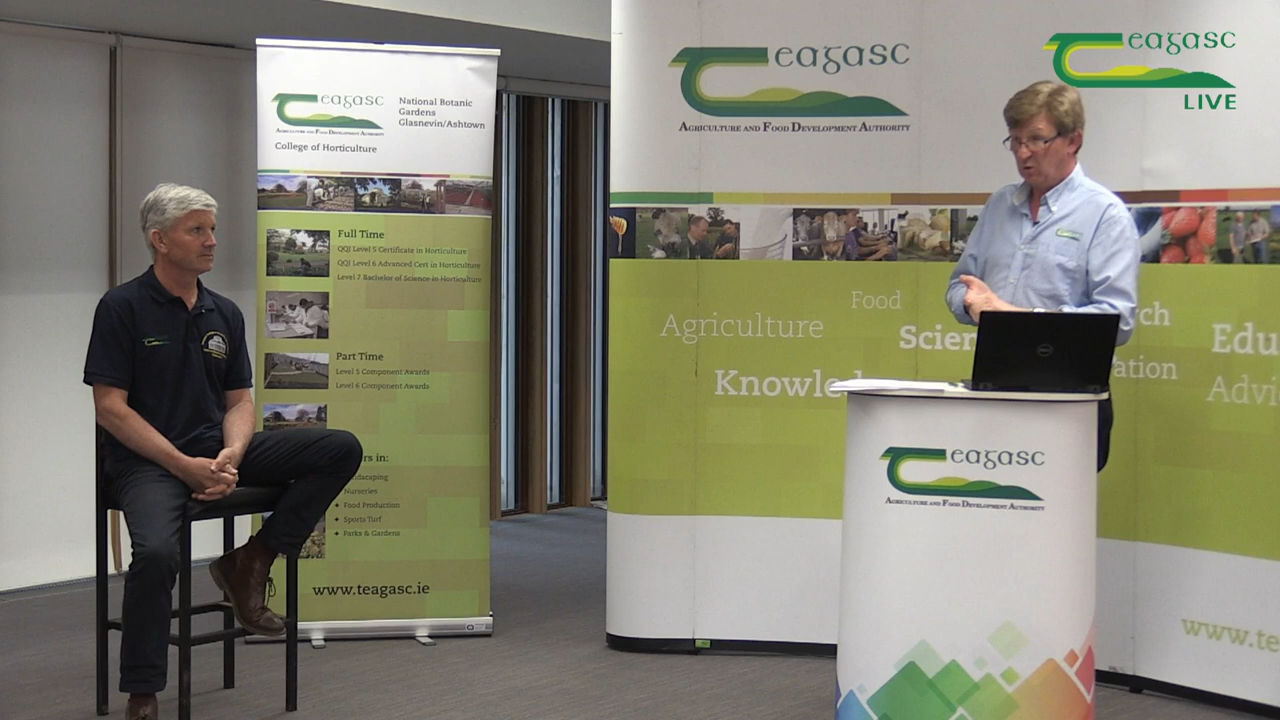 Teagasc
AGRICULTURE AND FOOD DEVELOPMENT AUTHORITY
College of Horticulture
National Botanic
Gardens
Glasnevin/Ashtown
Full Time
QQI Level 5 Certificate in Horticulture
QQI Level 6 Advanced Cert in Horticulture
Level 7 Bachelor of Science in Horticulture
Part Time
Level 5 Component Awards
Level 6 Component Awards
rs in:
Nurseries
Food Production
Sports Turf
Parks & Gardens
www.teagasc.ie
Teagasc
AGRICULTURE AND FOOD DEVELOPMENT AUTHORITY
Teagasc
LIVE
Food
Agriculture
Scien
rch
Edu
Knowle
ation
Advi
www.te
DELL
Teagasc
AGRICULTURE AND FOOD DEVELOPMENT AUTHORITY